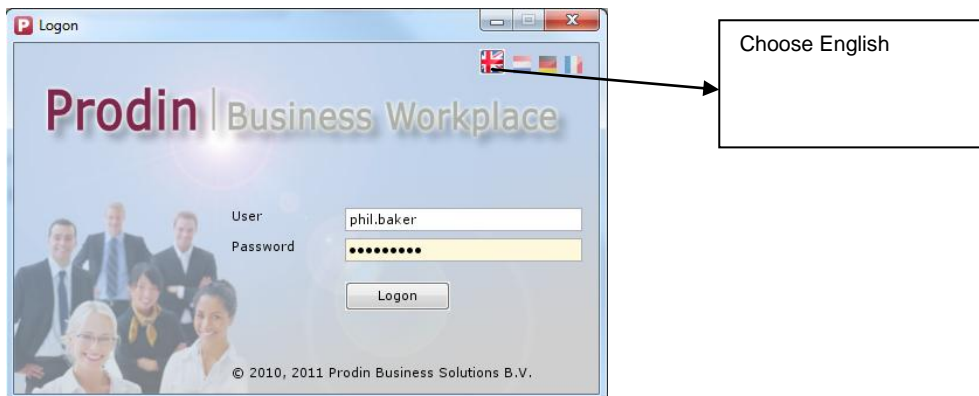 Logon
Choose English
Prodin | Business Workplace
User
phil.baker
Password
•••••••••
Logon
© 2010, 2011 Prodin Business Solutions B.V.